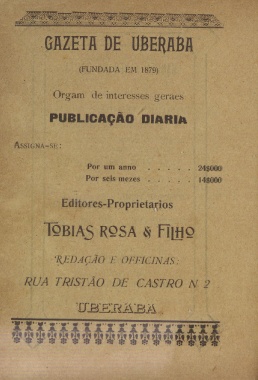 GAZETA DE UBERABA
(FUNDADA EM 1879)
Orgam de interesses geraes
PUBLICAÇÃO DIARIA
ASSIGNA-SE:
Por um anno . . . . . 24$000
Por seis mezes . . . . 14$000
Editores-Proprietarios
TOBIAS ROSA & FILHO
REDAÇÃO E OFFICINAS:
RUA TRISTÃO DE CASTRO N 2
UBERABA